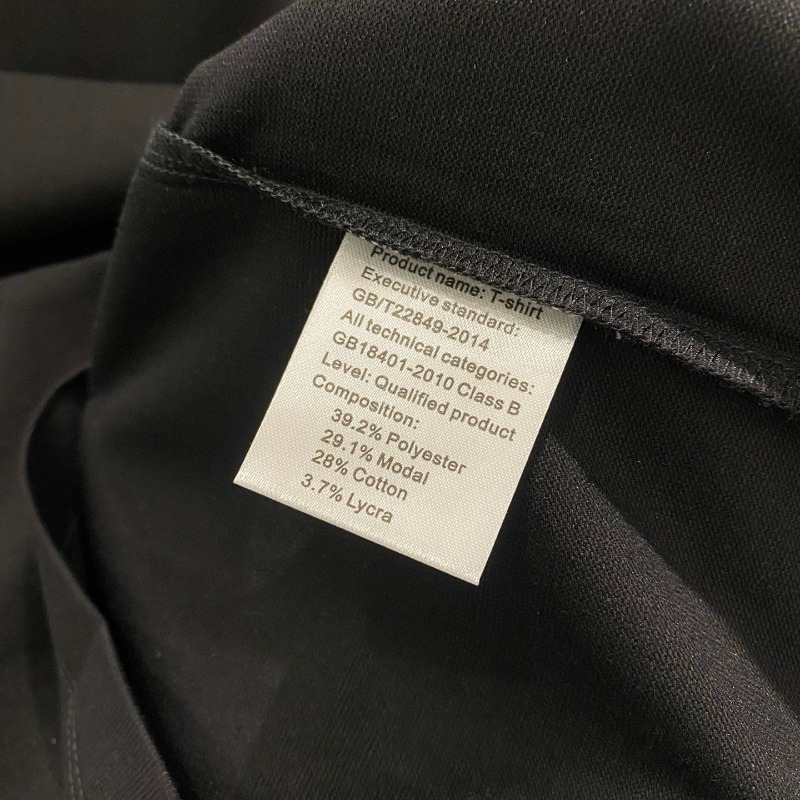 Product name: T-shirt
Executive standard:
GB/T22849-2014
All technical categories:
GB18401-2010 Class B
Level: Qualified product
Composition:
39.2% Polyester
29.1% Modal
28% Cotton
3.7% Lycra